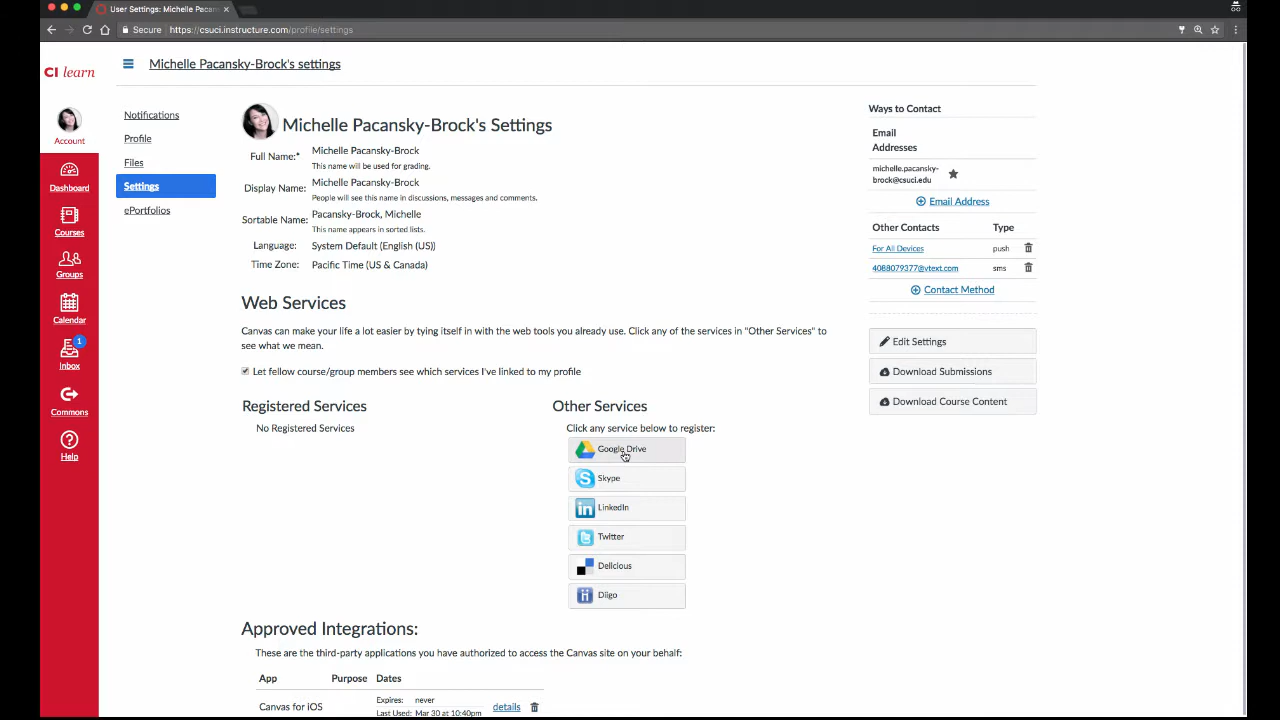 User Settings: Michelle Pacan
Secure
https://csuci.instructure.com/profile/settings
CI learn
Michelle Pacansky-Brock's settings
Account
Dashboard
Courses
Groups
Calendar
1
Inbox
Commons
Help
Notifications
Profile
Files
Settings
ePortfolios
Michelle Pacansky-Brock's Settings
Full Name:* Michelle Pacansky-Brock
This name will be used for grading.
Display Name: Michelle Pacansky-Brock
People will see this name in discussions, messages and comments.
Sortable Name: Pacansky-Brock, Michelle
This name appears in sorted lists.
Language: System Default (English (US))
Time Zone: Pacific Time (US & Canada)
Web Services
Canvas can make your life a lot easier by tying itself in with the web tools you already use. Click any of the services in "Other Services" to
see what we mean.
Let fellow course/group members see which services I've linked to my profile
Registered Services
No Registered Services
Other Services
Click any service below to register:
Google Drive
Skype
LinkedIn
Twitter
Delicious
Diigo
Approved Integrations:
These are the third-party applications you have authorized to access the Canvas site on your behalf:
App Purpose Dates
Canvas for iOS
Expires: never
Last Used: Mar 30 at 10:40pm
details
Ways to Contact
Email
Addresses
michelle.pacansky-
brock@csuci.edu
Email Address
Other Contacts Type
For All Devices push
4088079377@vtext.com sms
Contact Method
Edit Settings
Download Submissions
Download Course Content